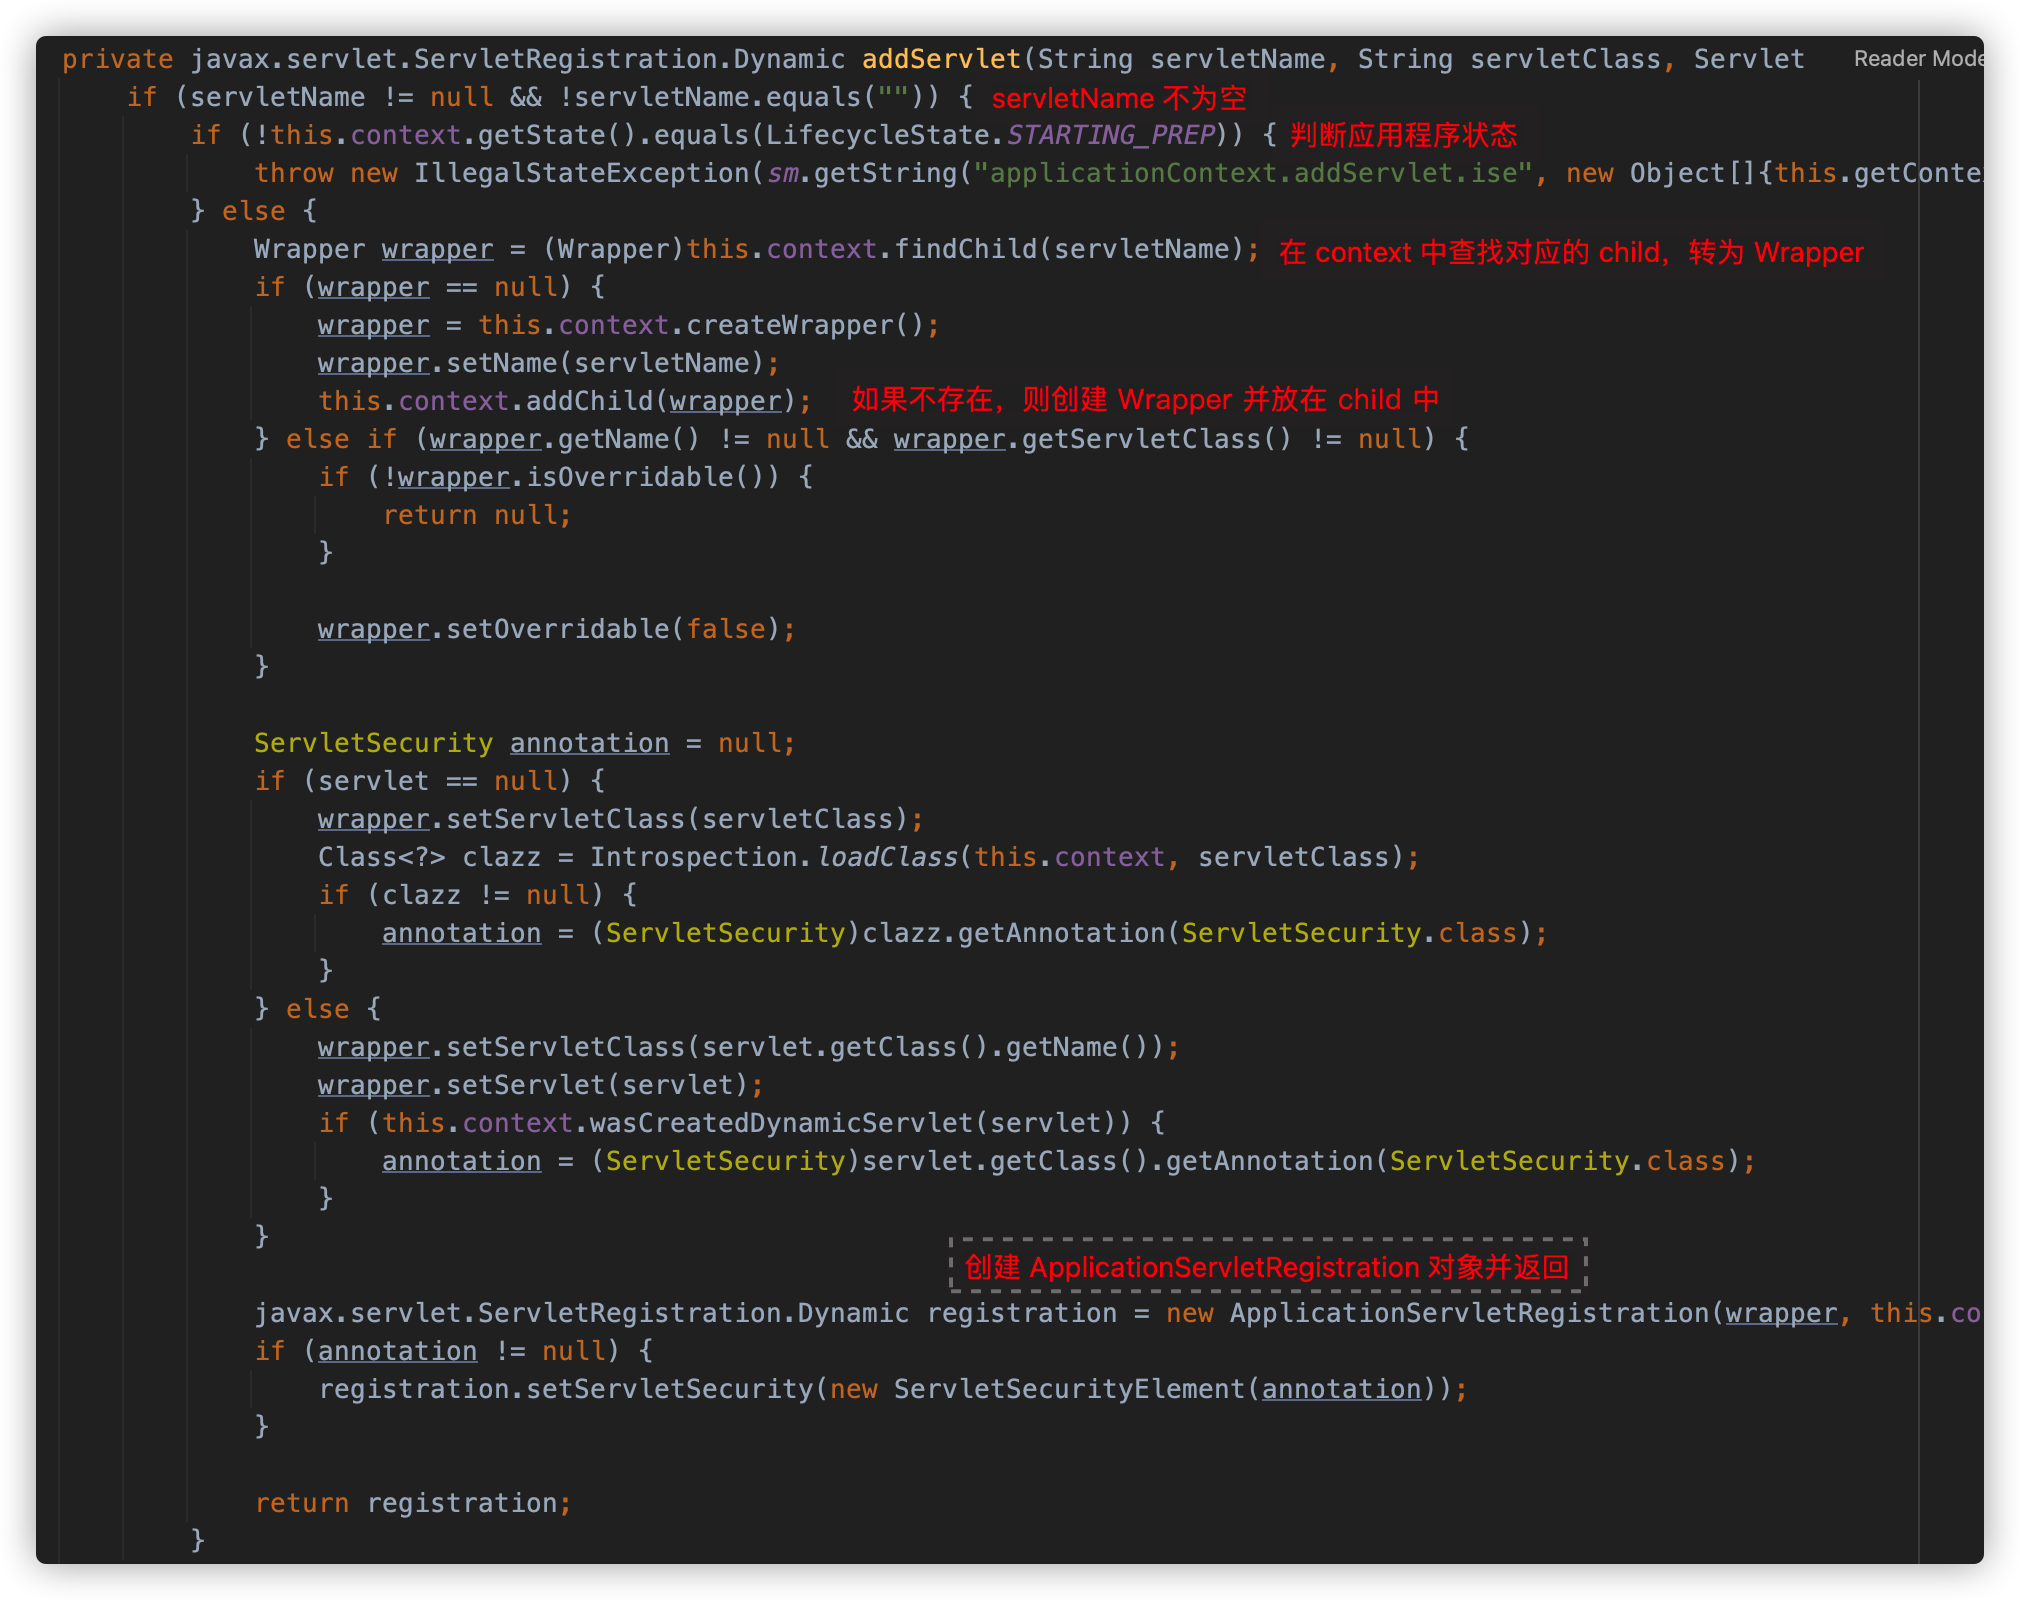 private javax.servlet.ServletRegistration.Dynamic addServlet(String servletName, String servletClass, Servlet Reader Mode
if (servletName != null && !servletName.equals("")) { servletName 不为空
if (!this.context.getState().equals(LifecycleState.STARTING_PREP)) { 判断应用程序状态
throw new IllegalStateException(sm.getString("applicationContext.addServlet.ise", new Object[]{this.getConte
} else {
Wrapper wrapper = (Wrapper)this.context.findChild(servletName); 在 context 中查找对应的 child，转为 Wrapper
if (wrapper == null) {
wrapper = this.context.createWrapper();
wrapper.setName(servletName);
this.context.addChild(wrapper); 如果不存在，则创建 Wrapper 并放在 child 中
} else if (wrapper.getName() != null && wrapper.getServletClass() != null) {
if (!wrapper.isOverridable()) {
return null;
}
wrapper.setOverridable(false);
}
ServletSecurity annotation = null;
if (servlet == null) {
wrapper.setServletClass(servletClass);
Class<?> clazz = Introspection.loadClass(this.context, servletClass);
if (clazz != null) {
annotation = (ServletSecurity)clazz.getAnnotation(ServletSecurity.class);
}
} else {
wrapper.setServletClass(servlet.getClass().getName());
wrapper.setServlet(servlet);
if (this.context.wasCreatedDynamicServlet(servlet)) {
annotation = (ServletSecurity)servlet.getClass().getAnnotation(ServletSecurity.class);
}
}
创建 ApplicationServletRegistration 对象并返回
javax.servlet.ServletRegistration.Dynamic registration = new ApplicationServletRegistration(wrapper, this.co
if (annotation != null) {
registration.setServletSecurity(new ServletSecurityElement(annotation));
}
return registration;
}